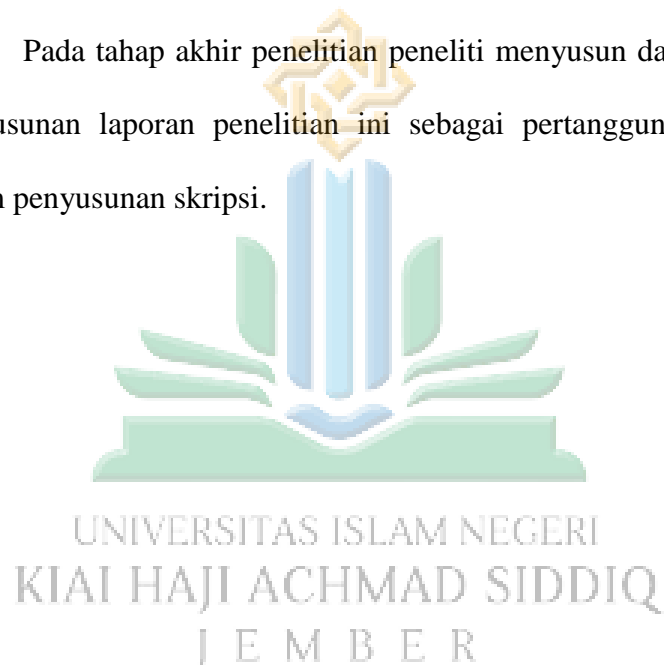 Pada tahap akhir penelitian peneliti menyusun da
usunan laporan penelitian ini sebagai pertanggun
penyusunan skripsi.
UNIVERSITAS ISLAM NEGERI
KIAI HAJI ACHMAD SIDDIQ
JEMBER